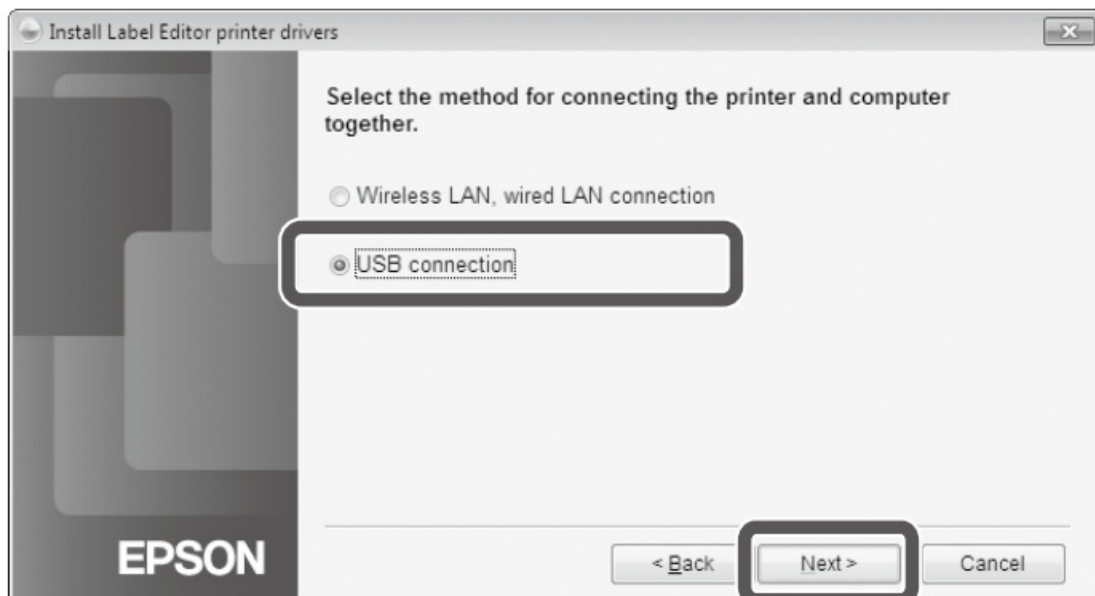 Install Label Editor printer drivers
Select the method for connecting the printer and computer
together.
Wireless LAN, wired LAN connection
USB connection
EPSON
< Back
Next >
Cancel